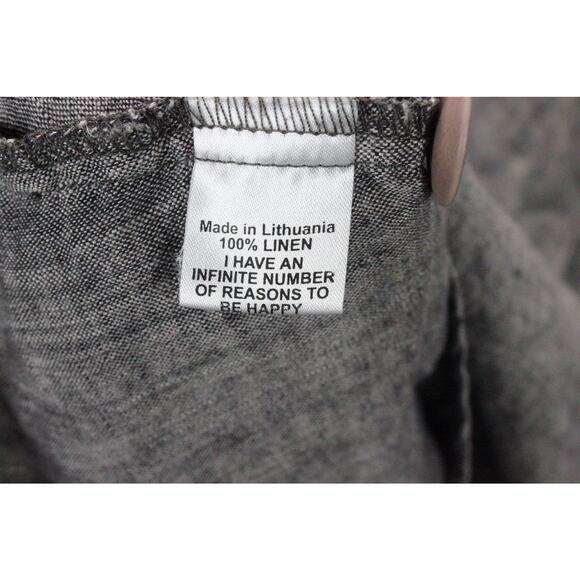 Made in Lithuania
100% LINEN
I HAVE AN
INFINITE NUMBER
OF REASONS TO
BE HAPPY